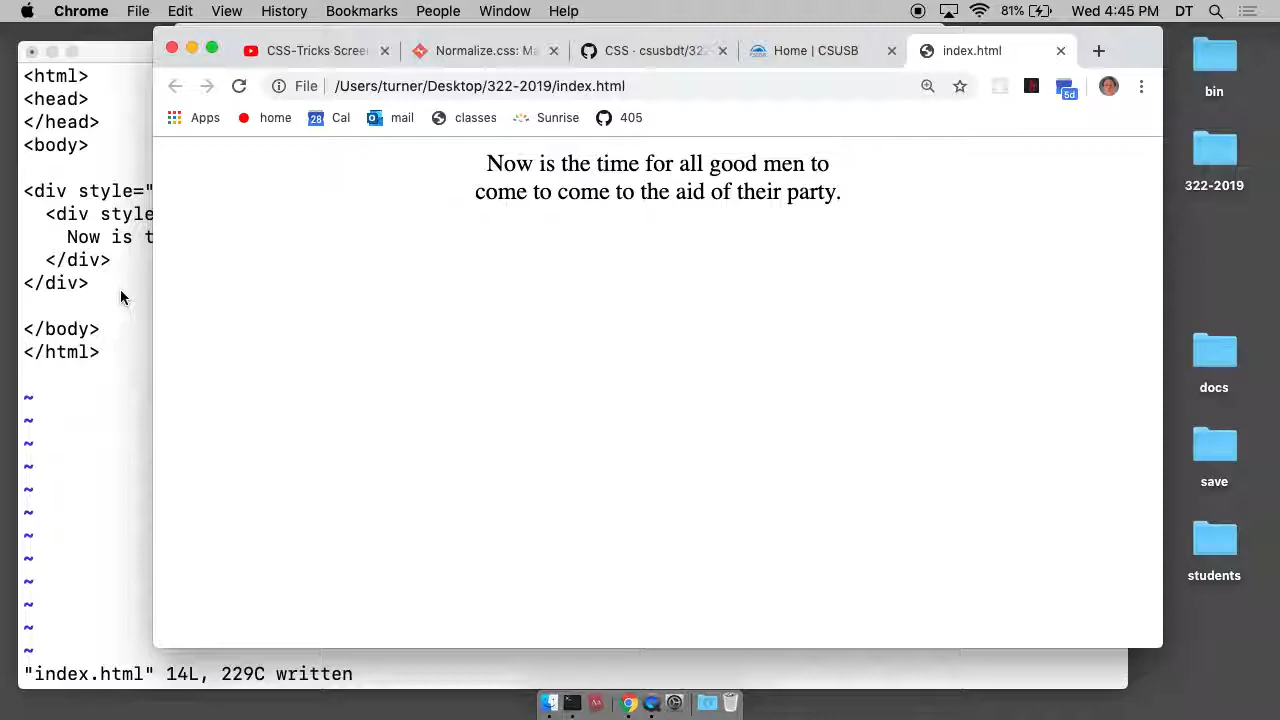 Chrome File Edit View History Bookmarks People Window Help 81% Wed 4:45 PM DT
CSS-Tricks Scree
Normalize.css: Ma
CSS · csusbdt/322
Home | CSUSB
index.html
File /Users/turner/Desktop/322-2019/index.html
5d
Apps home 28 Cal mail classes Sunrise 405
Now is the time for all good men to
come to come to the aid of their party.
<html>
<head>
</head>
<body>
<div style="
<div style
Now is t
</div>
</div>
</body>
</html>
~
~
~
~
~
~
~
~
~
~
~
~
"index.html" 14L, 229C written
bin
322-2019
docs
save
students